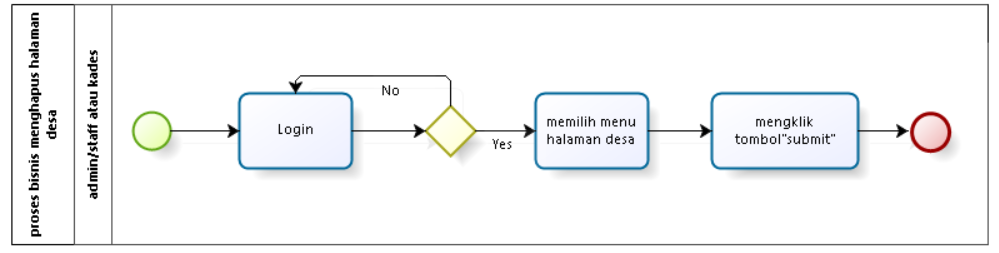 proses bisnis menghapus halaman
desa
admin/staff atau kades
Login
No
Yes
memilih menu
halaman desa
mengklik
tombol"submit"